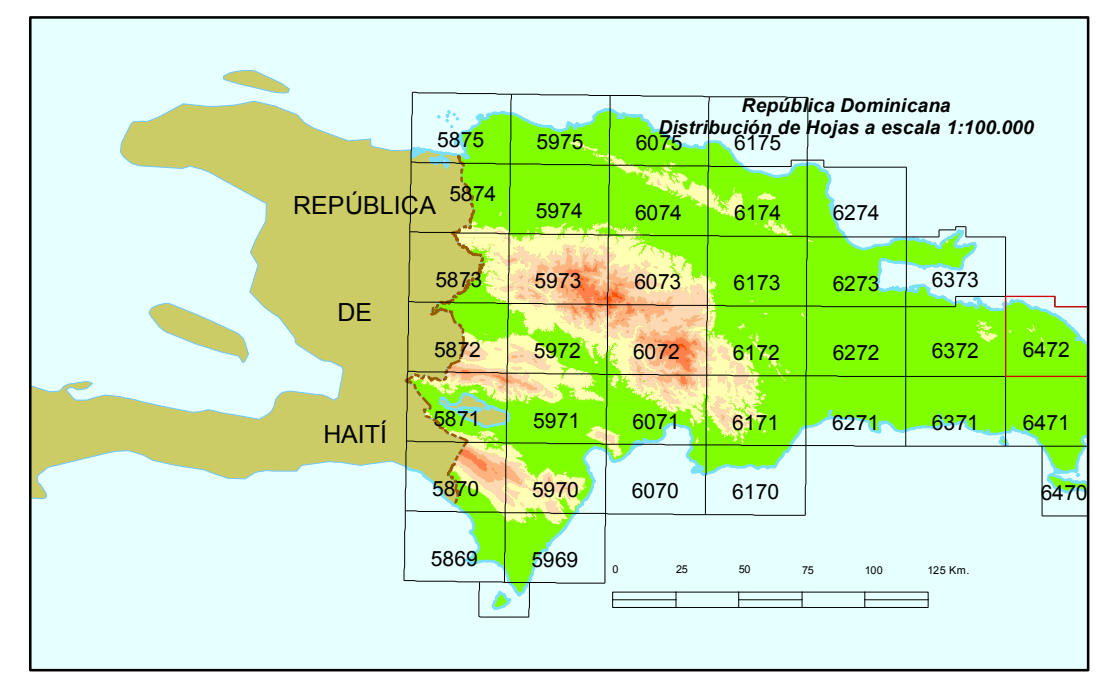 República Dominicana
Distribución de Hojas a escala 1:100.000
5875 5975 6075 6175
REPÚBLICA
5874 5974 6074 6174 6274
5873 5973 6073 6173 6273 6373
DE
5872 5972 6072 6172 6272 6372 6472
HAITÍ
5871 5971 6071 6171 6271 6371 6471
5870 5970 6070 6170 6470
5869 5969
0 25 50 75 100 125 Km.